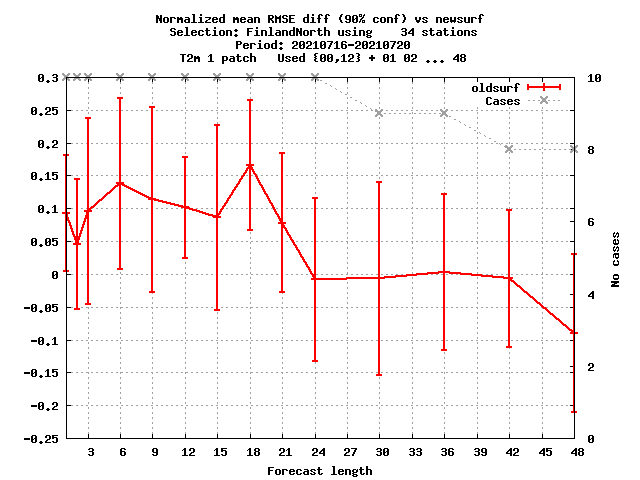 Normalized mean RMSE diff (90% conf) vs newsurf
Selection: FinlandNorth using    34 stations
Period: 20210716-20210720
T2m 1 patch   Used {00,12} + 01 02 ... 48
oldsurf
Cases
0.3
0.25
0.2
0.15
0.1
0.05
0
-0.05
-0.1
-0.15
-0.2
-0.25
10
8
6
4
2
0
No cases
3 6 9 12 15 18 21 24 27 30 33 36 39 42 45 48
Forecast length